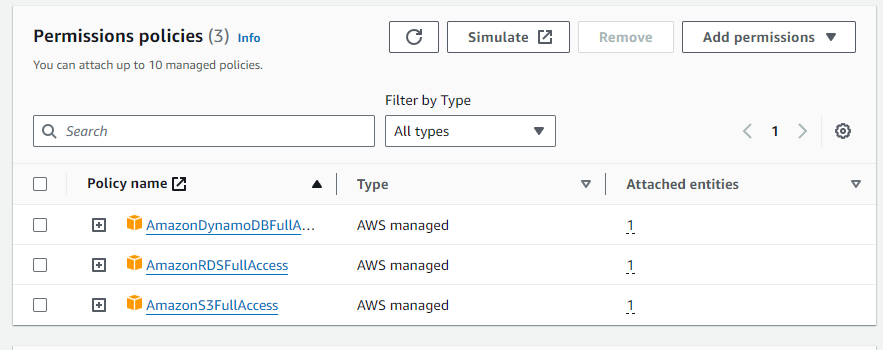 Permissions policies (3) Info
You can attach up to 10 managed policies.
Simulate
Remove
Add permissions
Filter by Type
Search
All types
1
Policy name
Type
Attached entities
AmazonDynamoDBFullA... AWS managed 1
AmazonRDSFullAccess AWS managed 1
AmazonS3FullAccess AWS managed 1